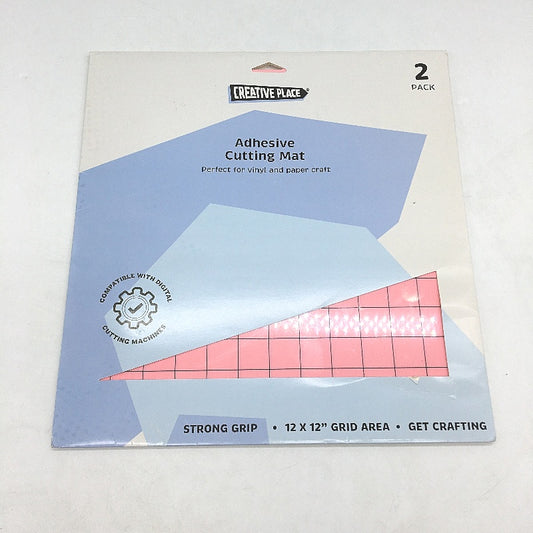 CREATIVE PLACE®
2
PACK
Adhesive
Cutting Mat
Perfect for vinyl and paper craft
COMPATIBLE WITH DIGITAL
CUTTING MACHINES
STRONG GRIP • 12 X 12" GRID AREA • GET CRAFTING